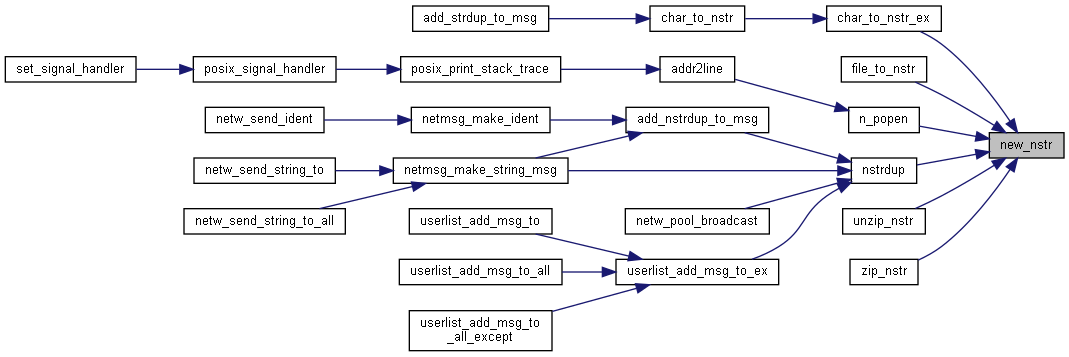 add_strdup_to_msg
char_to_nstr
char_to_nstr_ex
set_signal_handler
posix_signal_handler
posix_print_stack_trace
addr2line
file_to_nstr
netw_send_ident
netmsg_make_ident
add_nstrdup_to_msg
n_popen
new_nstr
netw_send_string_to
netmsg_make_string_msg
nstrdup
netw_send_string_to_all
userlist_add_msg_to
netw_pool_broadcast
unzip_nstr
userlist_add_msg_to_all
userlist_add_msg_to_ex
zip_nstr
userlist_add_msg_to
_all_except